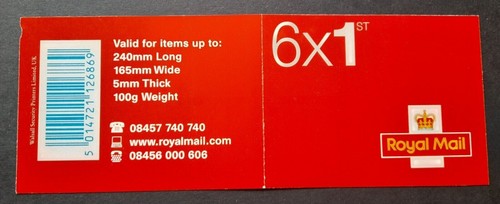 Walsall Security Printers Limited, UK
5 014721 126869
Valid for items up to:
240mm Long
165mm Wide
5mm Thick
100g Weight
08457 740 740
www.royalmail.com
08456 000 606
6x1ST
Royal Mail